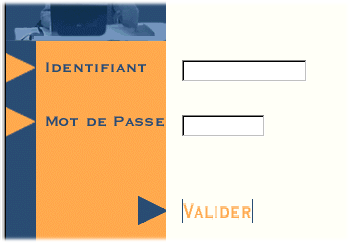 Identifiant
Mot de Passe
Valider